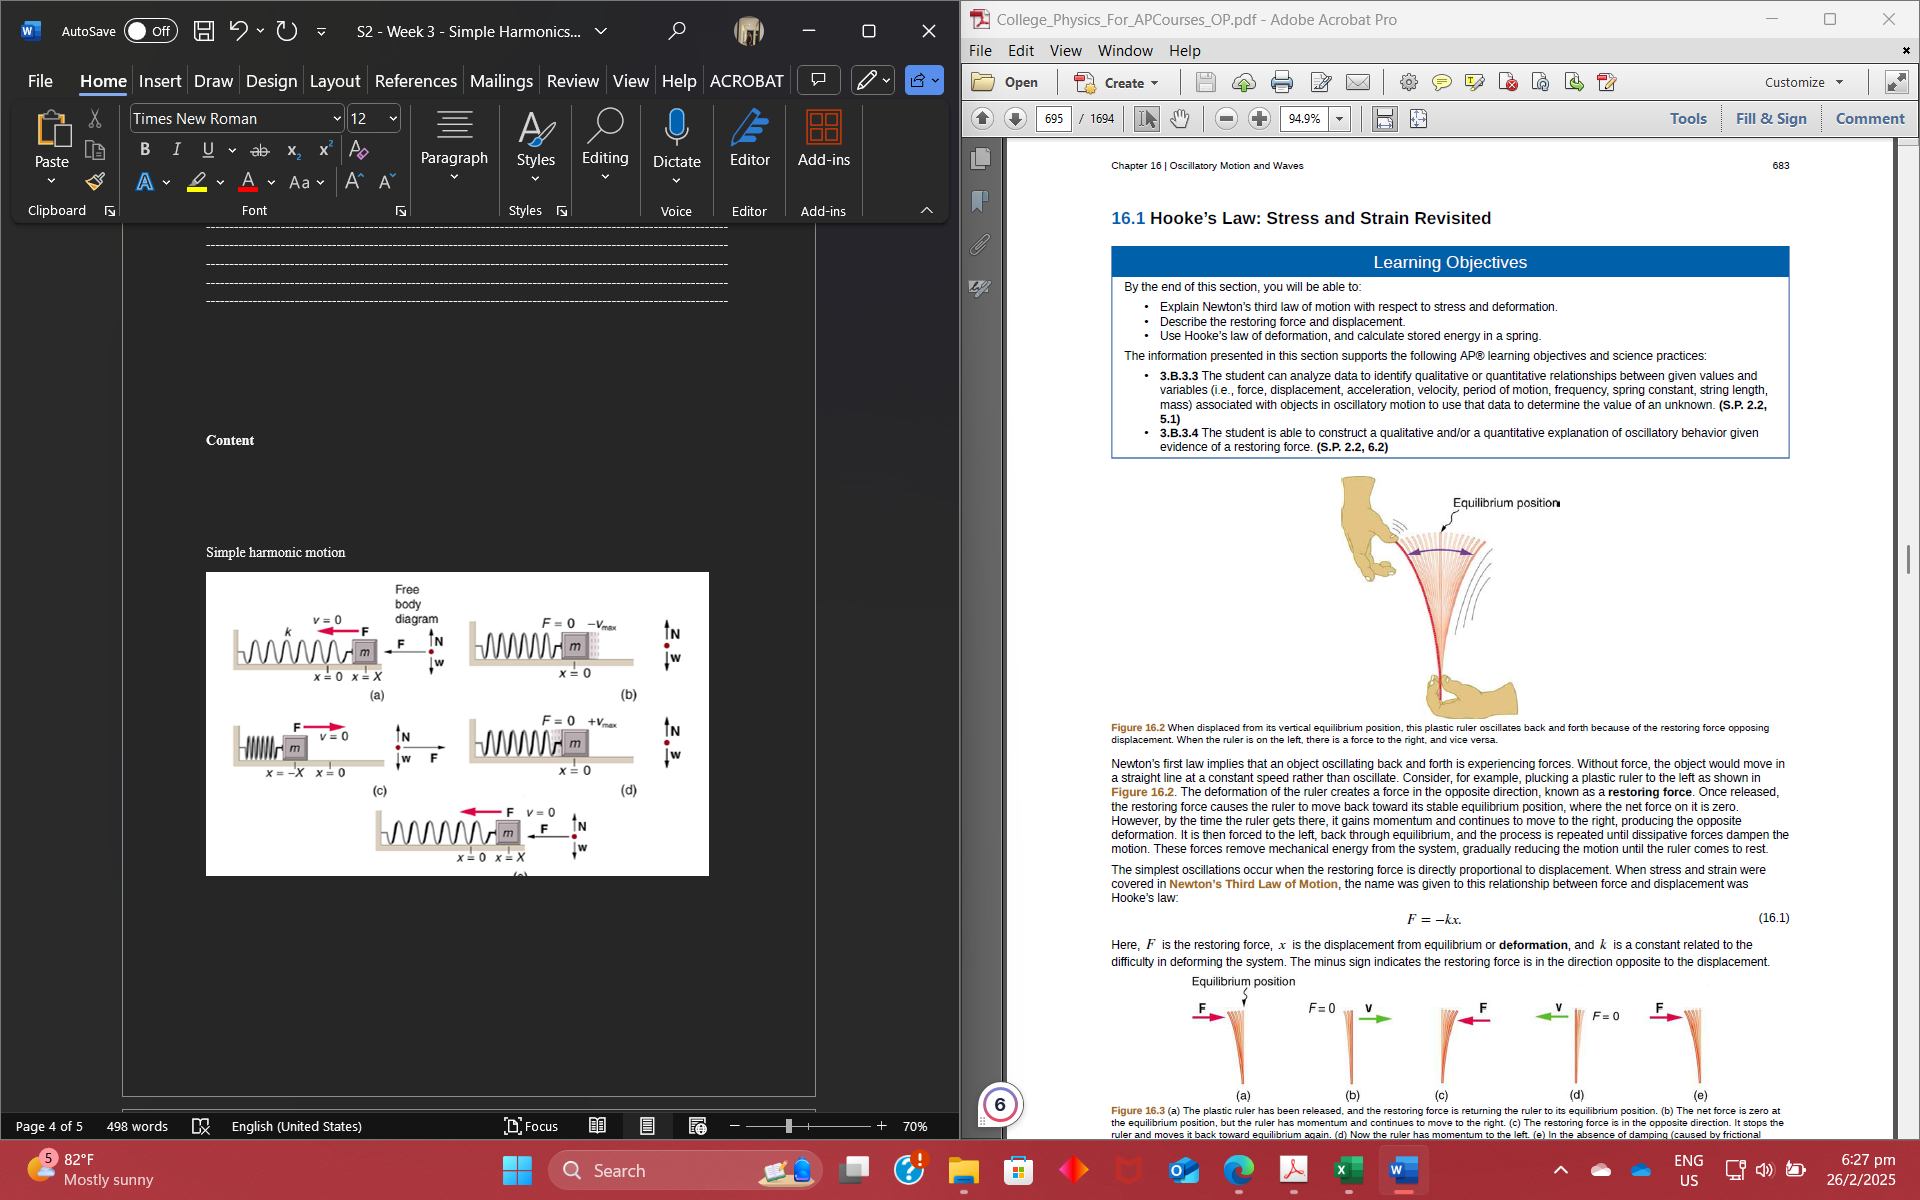 AutoSave Off S2 - Week 3 - Simple Harmonics...
File Home Insert Draw Design Layout References Mailings Review View Help ACROBAT
Times New Roman 12
Paste
B I U ab x₂ x²
A A Aa A A
Paragraph Styles Editing Dictate Editor Add-ins
Clipboard Font Styles Voice Editor Add-ins
Content
Simple harmonic motion
Free
body
diagram
v = 0
k F
m
F N
w
x = 0 x = X
(a)
F = 0 -vmax
m
N
w
x = 0
(b)
F
v = 0
m
N
w F
x = -X x = 0
(c)
F = 0 +vmax
m
N
w
x = 0
(d)
F v = 0
m
F N
w
x = 0 x = X
Page 4 of 5 498 words English (United States) Focus 70%
College_Physics_For_APCourses_OP.pdf - Adobe Acrobat Pro
File Edit View Window Help
Open Create Customize
695 / 1694 94.9% Tools Fill & Sign Comment
Chapter 16 | Oscillatory Motion and Waves 683
16.1 Hooke's Law: Stress and Strain Revisited
Learning Objectives
By the end of this section, you will be able to:
• Explain Newton's third law of motion with respect to stress and deformation.
• Describe the restoring force and displacement.
• Use Hooke's law of deformation, and calculate stored energy in a spring.
The information presented in this section supports the following AP® learning objectives and science practices:
• 3.B.3.3 The student can analyze data to identify qualitative or quantitative relationships between given values and
variables (i.e., force, displacement, acceleration, velocity, period of motion, frequency, spring constant, string length,
mass) associated with objects in oscillatory motion to use that data to determine the value of an unknown. (S.P. 2.2,
5.1)
• 3.B.3.4 The student is able to construct a qualitative and/or a quantitative explanation of oscillatory behavior given
evidence of a restoring force. (S.P. 2.2, 6.2)
Equilibrium position
Figure 16.2 When displaced from its vertical equilibrium position, this plastic ruler oscillates back and forth because of the restoring force opposing
displacement. When the ruler is on the left, there is a force to the right, and vice versa.
Newton's first law implies that an object oscillating back and forth is experiencing forces. Without force, the object would move in
a straight line at a constant speed rather than oscillate. Consider, for example, plucking a plastic ruler to the left as shown in
Figure 16.2. The deformation of the ruler creates a force in the opposite direction, known as a restoring force. Once released,
the restoring force causes the ruler to move back toward its stable equilibrium position, where the net force on it is zero.
However, by the time the ruler gets there, it gains momentum and continues to move to the right, producing the opposite
deformation. It is then forced to the left, back through equilibrium, and the process is repeated until dissipative forces dampen the
motion. These forces remove mechanical energy from the system, gradually reducing the motion until the ruler comes to rest.
The simplest oscillations occur when the restoring force is directly proportional to displacement. When stress and strain were
covered in Newton's Third Law of Motion, the name was given to this relationship between force and displacement was
Hooke's law:
F = −kx. (16.1)
Here, F is the restoring force, x is the displacement from equilibrium or deformation, and k is a constant related to the
difficulty in deforming the system. The minus sign indicates the restoring force is in the direction opposite to the displacement.
Equilibrium position
F F = 0 v F v F = 0 F
(a) (b) (c) (d) (e)
Figure 16.3 (a) The plastic ruler has been released, and the restoring force is returning the ruler to its equilibrium position. (b) The net force is zero at
the equilibrium position, but the ruler has momentum and continues to move to the right. (c) The restoring force is in the opposite direction. It stops the
ruler and moves it back toward equilibrium again. (d) Now the ruler has momentum to the left. (e) In the absence of damping (caused by frictional
6
5 82°F
Mostly sunny
Search
ENG
US
6:27 pm
26/2/2025